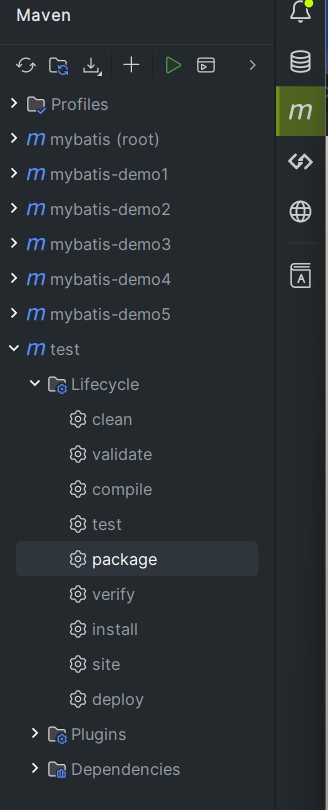 Maven
Profiles
m mybatis (root)
m mybatis-demo1
m mybatis-demo2
m mybatis-demo3
m mybatis-demo4
m mybatis-demo5
m test
Lifecycle
clean
validate
compile
test
package
verify
install
site
deploy
Plugins
Dependencies
m
A